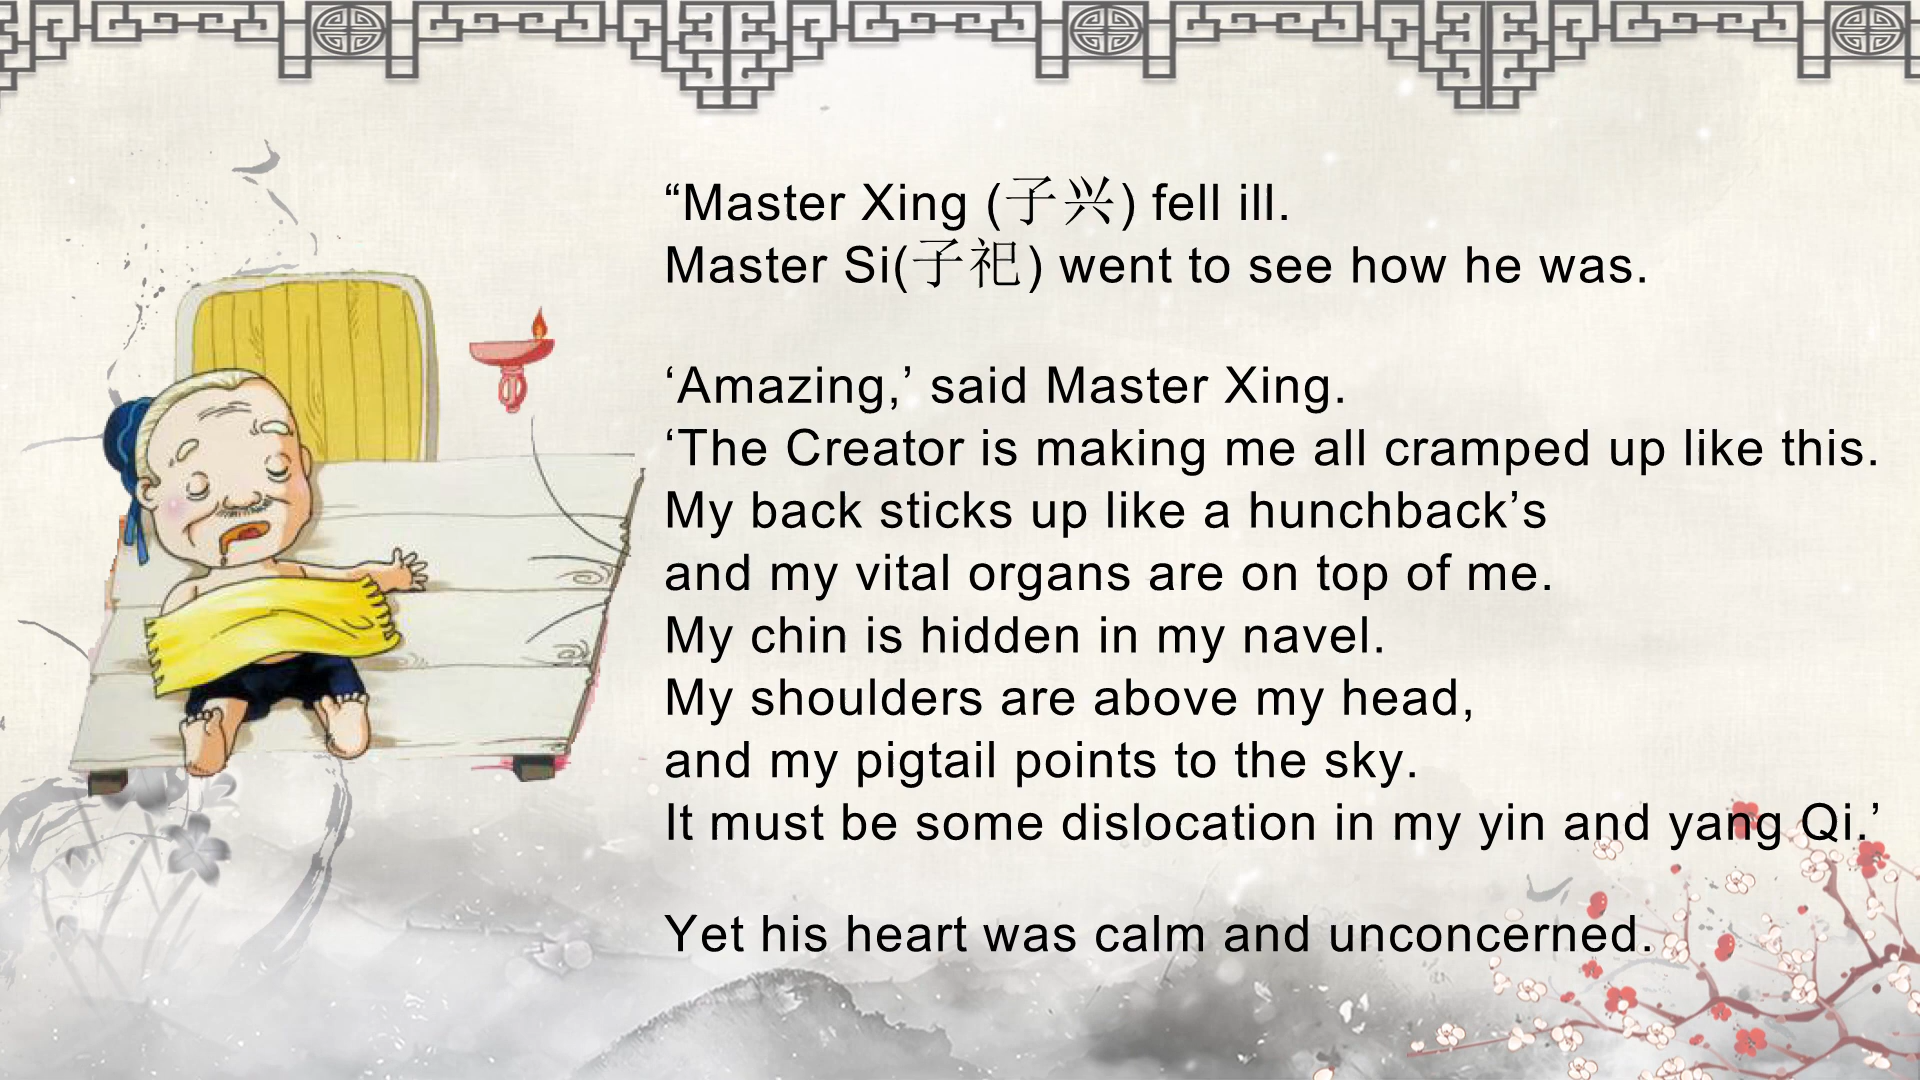 “Master Xing (子兴) fell ill.
Master Si(子祀) went to see how he was.
‘Amazing,’ said Master Xing.
‘The Creator is making me all cramped up like this.
My back sticks up like a hunchback’s
and my vital organs are on top of me.
My chin is hidden in my navel.
My shoulders are above my head,
and my pigtail points to the sky.
It must be some dislocation in my yin and yang Qi.’
Yet his heart was calm and unconcerned.